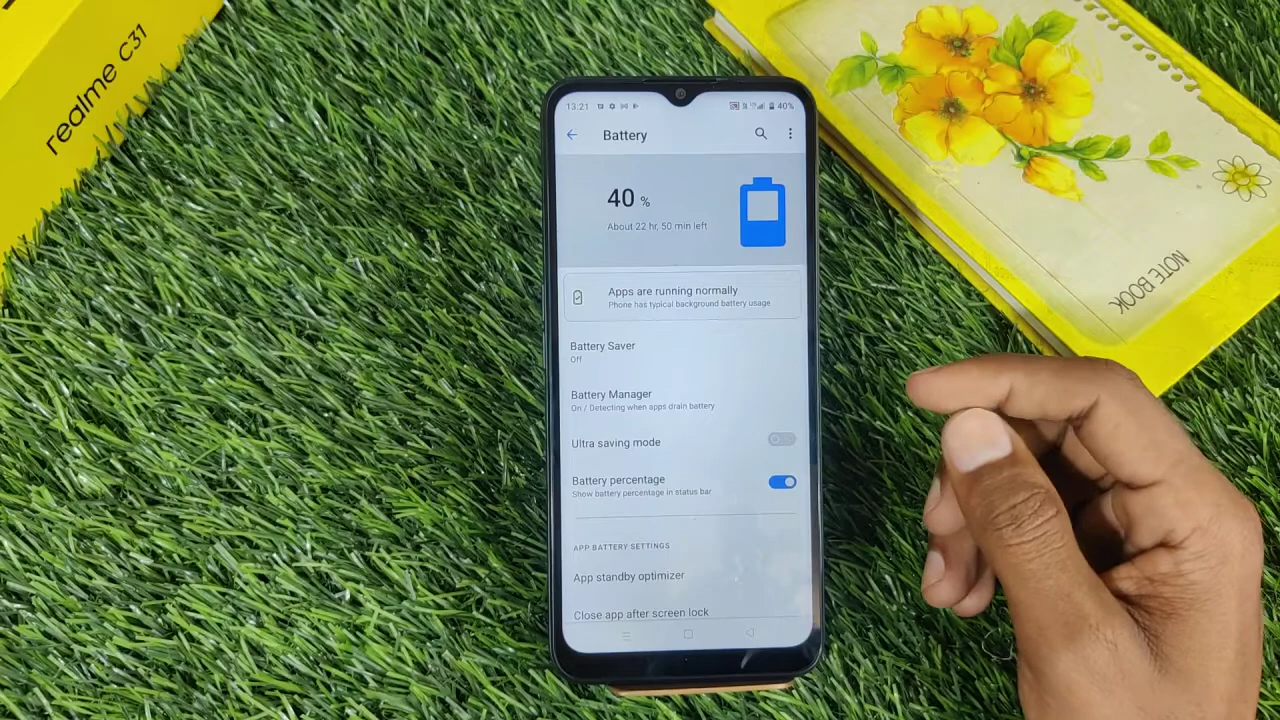 realme C31
13:21
40%
Battery
40 %
About 22 hr, 50 min left
Apps are running normally
Phone has typical background battery usage
Battery Saver
Off
Battery Manager
On / Detecting when apps drain battery
Ultra saving mode
Battery percentage
Show battery percentage in status bar
APP BATTERY SETTINGS
App standby optimizer
Close app after screen lock
NOTE BOOK